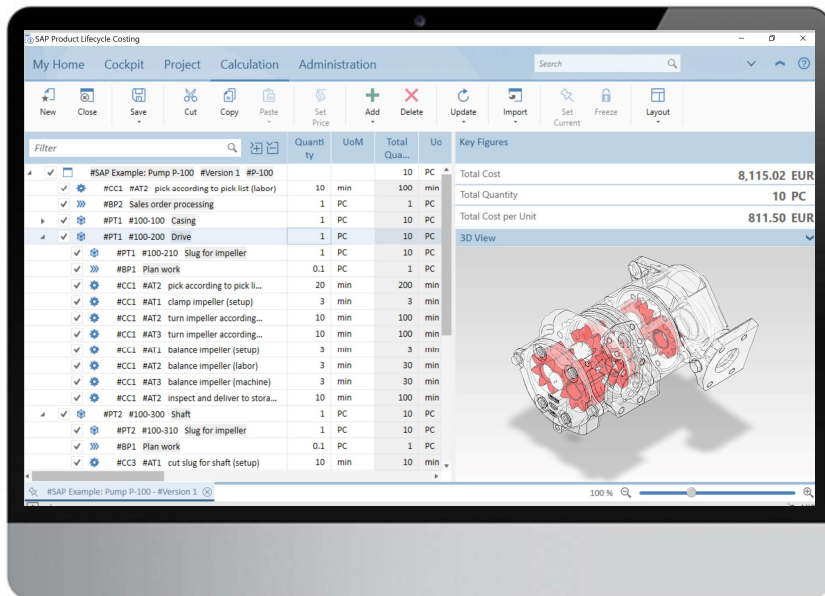 SAP Product Lifecycle Costing
My Home Cockpit Project Calculation Administration Search
New Close Save Cut Copy Paste Set Price Add Delete Update Import Set Current Freeze Layout
Filter Quantity UoM Total Qua... Uo Key Figures
#SAP Example: Pump P-100 #Version 1 #P-100 10 PC
Total Cost 8,115.02 EUR
#CC1 #AT2 pick according to pick list (labor) 10 min 100 min
Total Quantity 10 PC
#BP2 Sales order processing 1 PC 1 PC
#PT1 #100-100 Casing 1 PC 10 PC
Total Cost per Unit 811.50 EUR
#PT1 #100-200 Drive 1 PC 10 PC
3D View
#PT1 #100-210 Slug for impeller 1 PC 10 PC
#BP1 Plan work 0.1 PC 1 PC
#CC1 #AT2 pick according to pick li... 20 min 200 min
#CC1 #AT1 clamp impeller (setup) 3 min 3 min
#CC1 #AT2 turn impeller according... 10 min 100 min
#CC1 #AT3 turn impeller according... 10 min 100 min
#CC1 #AT1 balance impeller (setup) 3 min 3 min
#CC1 #AT2 balance impeller (labor) 3 min 30 min
#CC1 #AT3 balance impeller (machine) 3 min 30 min
#CC1 #AT2 inspect and deliver to stora... 10 min 100 min
#PT2 #100-300 Shaft 1 PC 10 PC
#PT2 #100-310 Slug for impeller 1 PC 10 PC
#BP1 Plan work 0.1 PC 1 PC
#CC3 #AT1 cut slug for shaft (setup) 10 min 10 min
#SAP Example: Pump P-100 - #Version 1 100 %